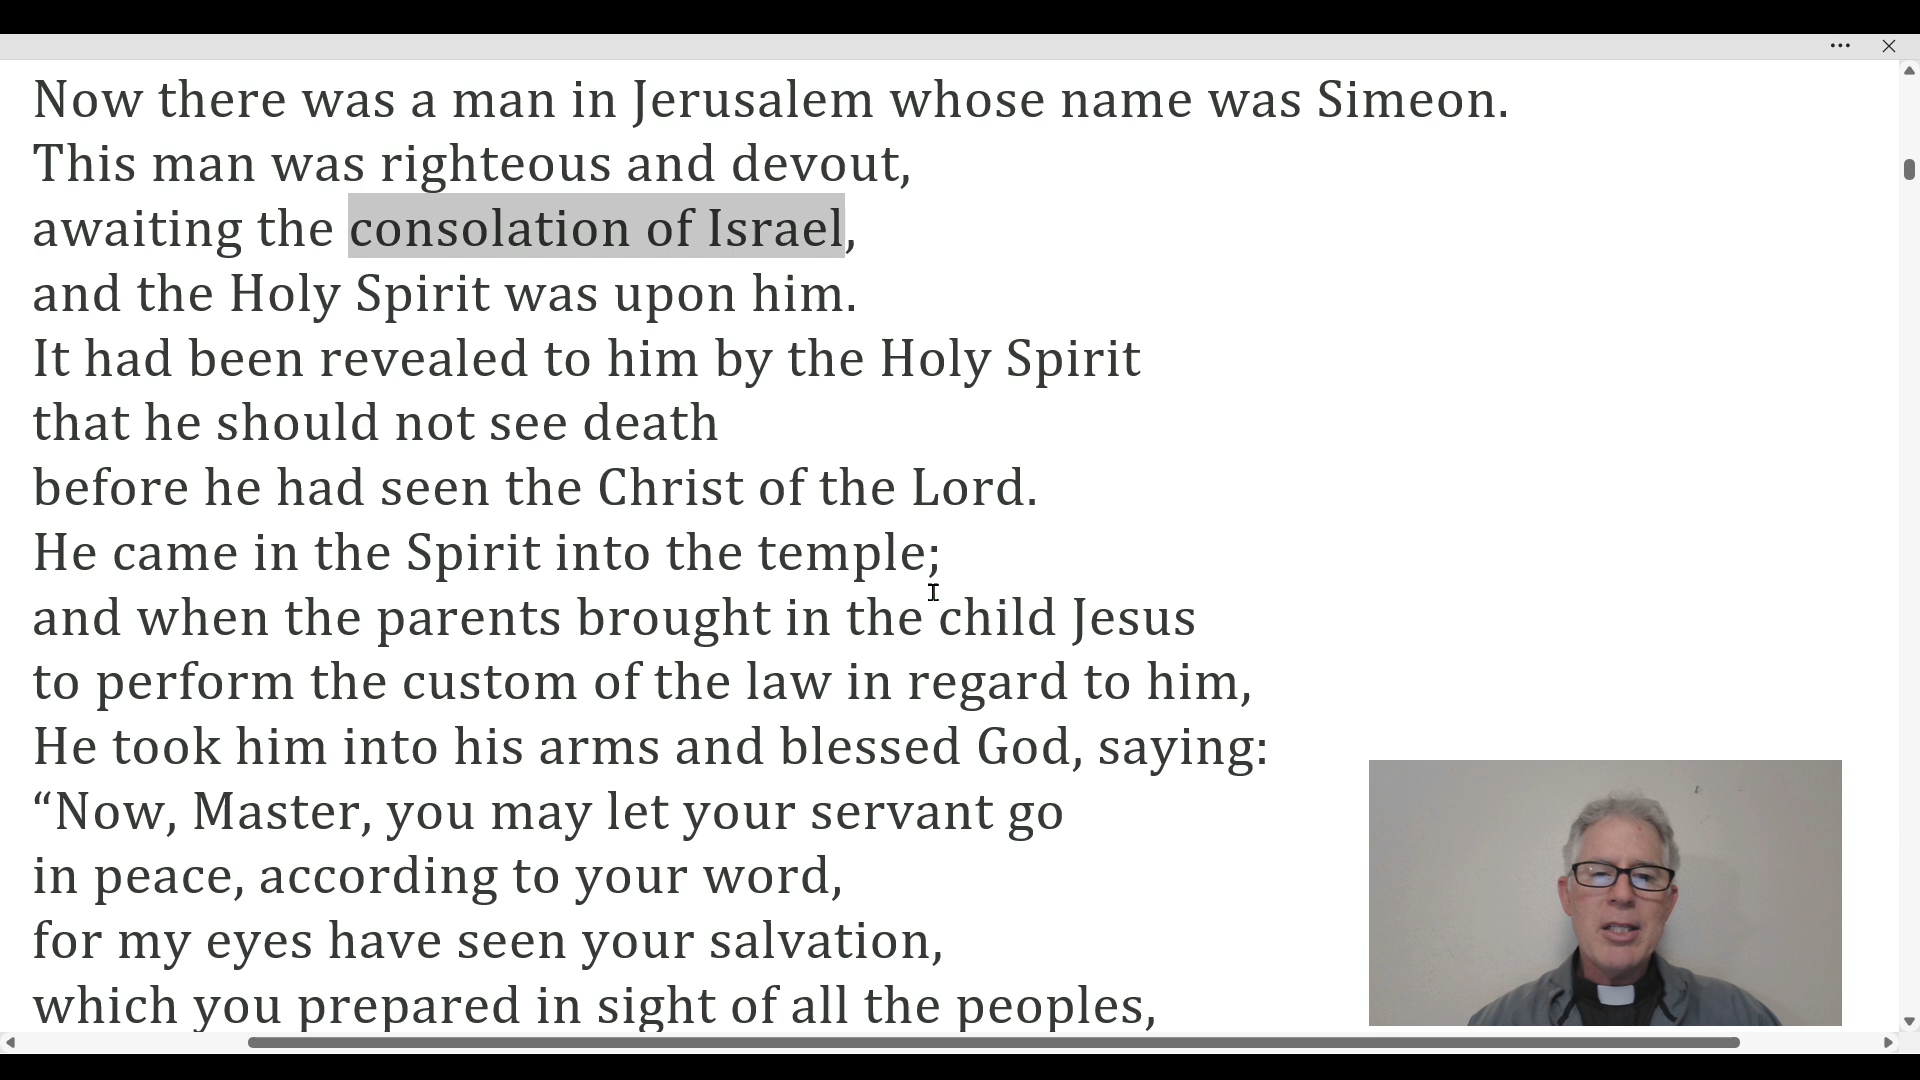 Now there was a man in Jerusalem whose name was Simeon.
This man was righteous and devout,
awaiting the consolation of Israel,
and the Holy Spirit was upon him.
It had been revealed to him by the Holy Spirit
that he should not see death
before he had seen the Christ of the Lord.
He came in the Spirit into the temple;
and when the parents brought in the child Jesus
to perform the custom of the law in regard to him,
He took him into his arms and blessed God, saying:
“Now, Master, you may let your servant go
in peace, according to your word,
for my eyes have seen your salvation,
which you prepared in sight of all the peoples,